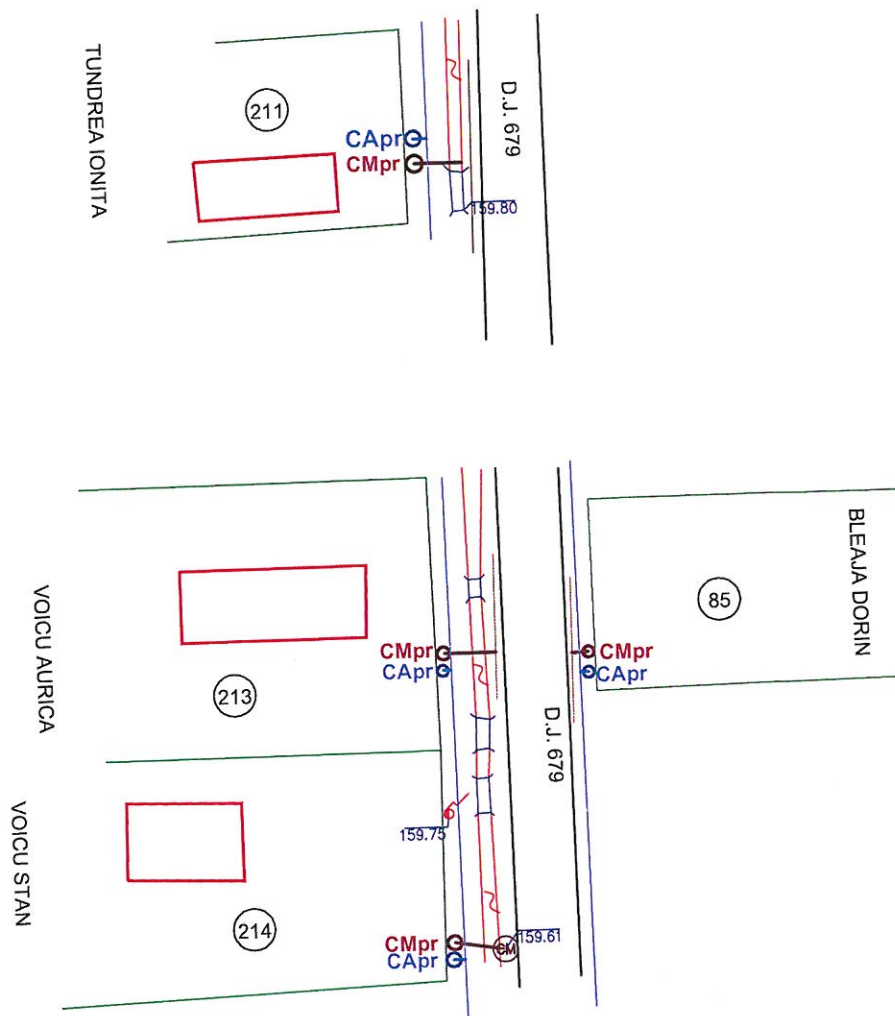 TUNDREA IONITA
211
CApr
CMpr
D.J. 679
159.80
VOICU AURICA
213
CMpr
CApr
85
BLEAJA DORIN
CMpr
CApr
D.J. 679
VOICU STAN
159.75
214
CMpr
CApr
CM
159.61